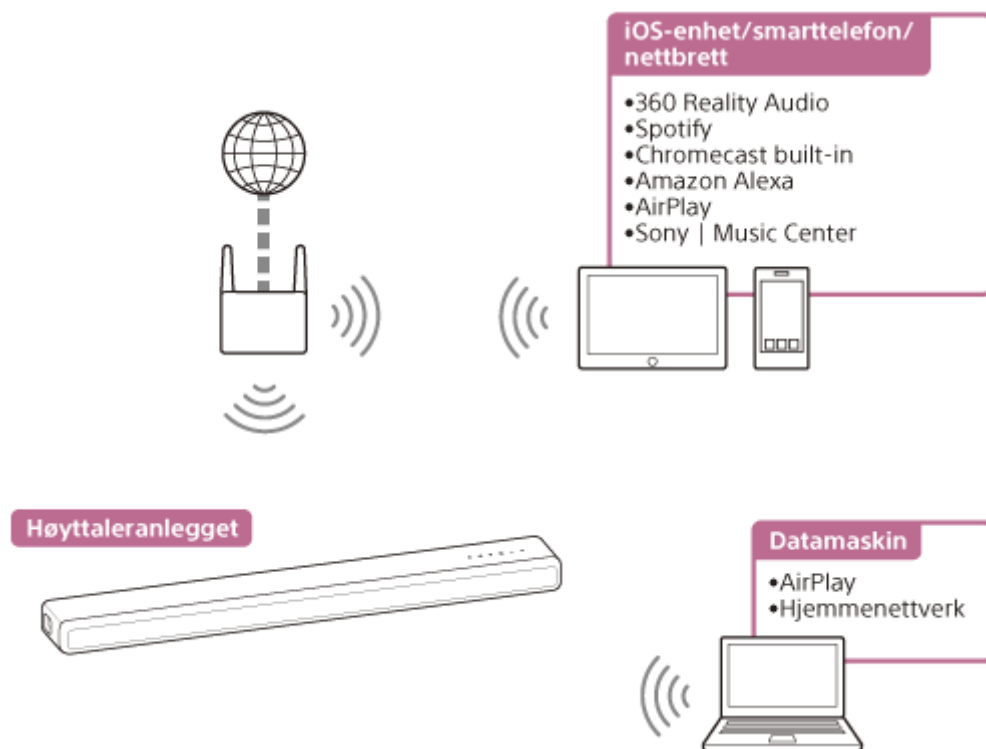 iOS-enhet/smarttelefon/
nettbrett
•360 Reality Audio
•Spotify
•Chromecast built-in
•Amazon Alexa
•AirPlay
•Sony | Music Center
Høyttaleranlegget
Datamaskin
•AirPlay
•Hjemmenettverk